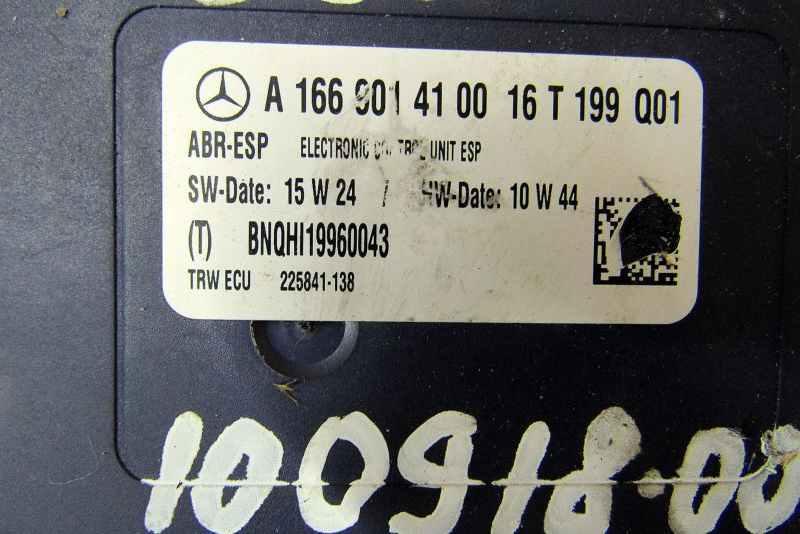 A 166 901 41 00 16 T 199 Q01
ABR-ESP ELECTRONIC CONTROL UNIT ESP
SW-Date: 15 W 24 / HW-Date: 10 W 44
(T) BNQHI19960043
TRW ECU 225841-138
100918-00